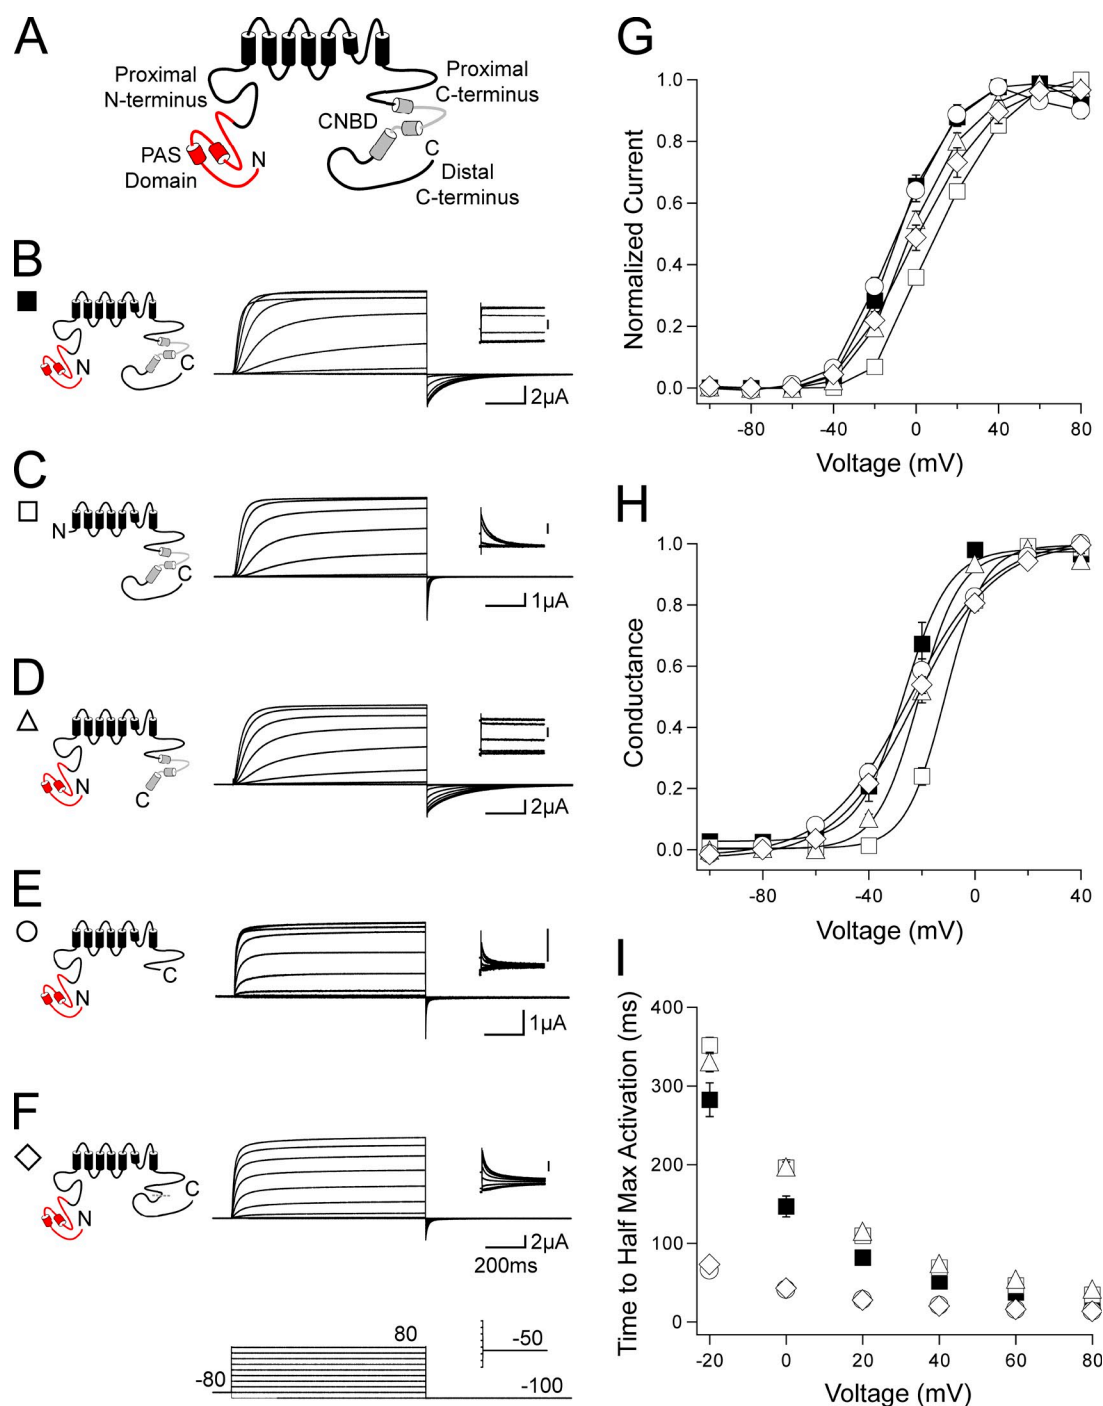 A
Proximal
N-terminus
Proximal
C-terminus
CNBD
PAS
Domain
N
C
Distal
C-terminus
B
N
C
2µA
C
N
C
1µA
D
N
C
2µA
E
N
C
1µA
F
N
C
2µA
200ms
80
-80
-50
-100
G
Normalized Current
1.0
0.8
0.6
0.4
0.2
0.0
-80
-40
0
40
80
Voltage (mV)
H
Conductance
1.0
0.8
0.6
0.4
0.2
0.0
-80
-40
0
40
Voltage (mV)
I
Time to Half Max Activation (ms)
400
300
200
100
0
-20
0
20
40
60
80
Voltage (mV)